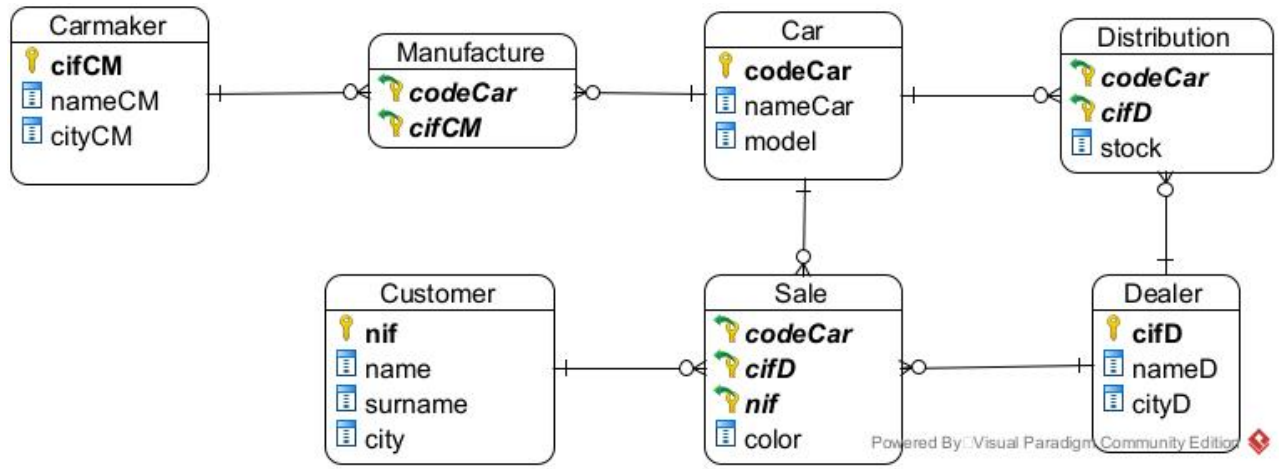 Carmaker
cifCM
nameCM
cityCM
Manufacture
codeCar
cifCM
Car
codeCar
nameCar
model
Distribution
codeCar
cifD
stock
Customer
nif
name
surname
city
Sale
codeCar
cifD
nif
color
Dealer
cifD
nameD
cityD
Powered By Visual Paradigm Community Edition